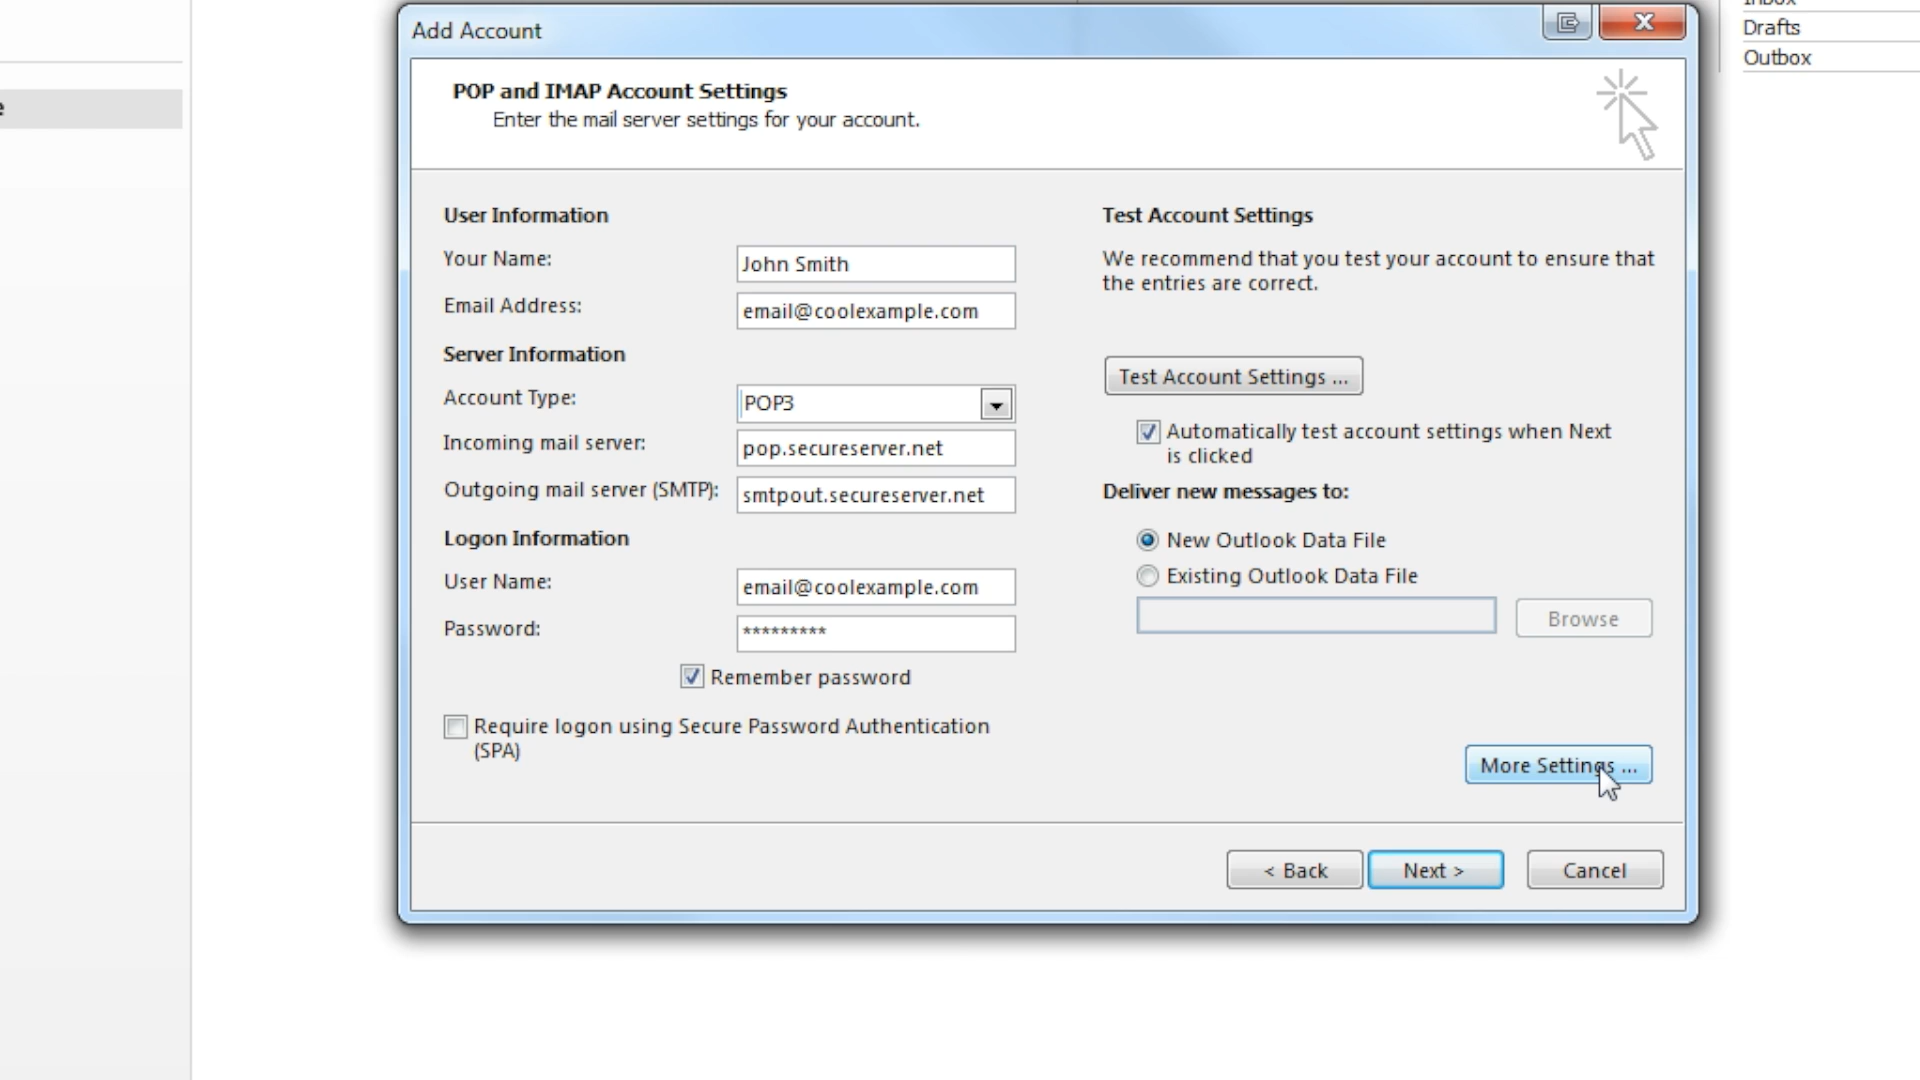 Add Account
Drafts
Outbox
POP and IMAP Account Settings
Enter the mail server settings for your account.
User Information
Your Name:
John Smith
Email Address:
email@coolexample.com
Server Information
Account Type:
POP3
Incoming mail server:
pop.secureserver.net
Outgoing mail server (SMTP):
smtpout.secureserver.net
Logon Information
User Name:
email@coolexample.com
Password:
*********
Remember password
Require logon using Secure Password Authentication
(SPA)
Test Account Settings
We recommend that you test your account to ensure that
the entries are correct.
Test Account Settings ...
Automatically test account settings when Next
is clicked
Deliver new messages to:
New Outlook Data File
Existing Outlook Data File
Browse
More Settings ...
< Back
Next >
Cancel